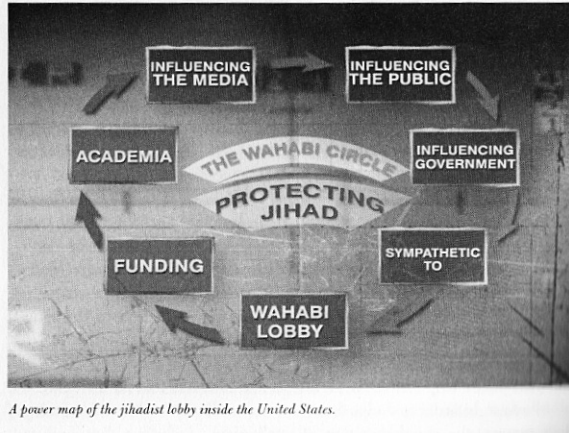 INFLUENCING
THE MEDIA
INFLUENCING
THE PUBLIC
INFLUENCING
GOVERNMENT
SYMPATHETIC
TO
WAHABI
LOBBY
FUNDING
ACADEMIA
THE WAHABI CIRCLE
PROTECTING
JIHAD
A power map of the jihadist lobby inside the United States.